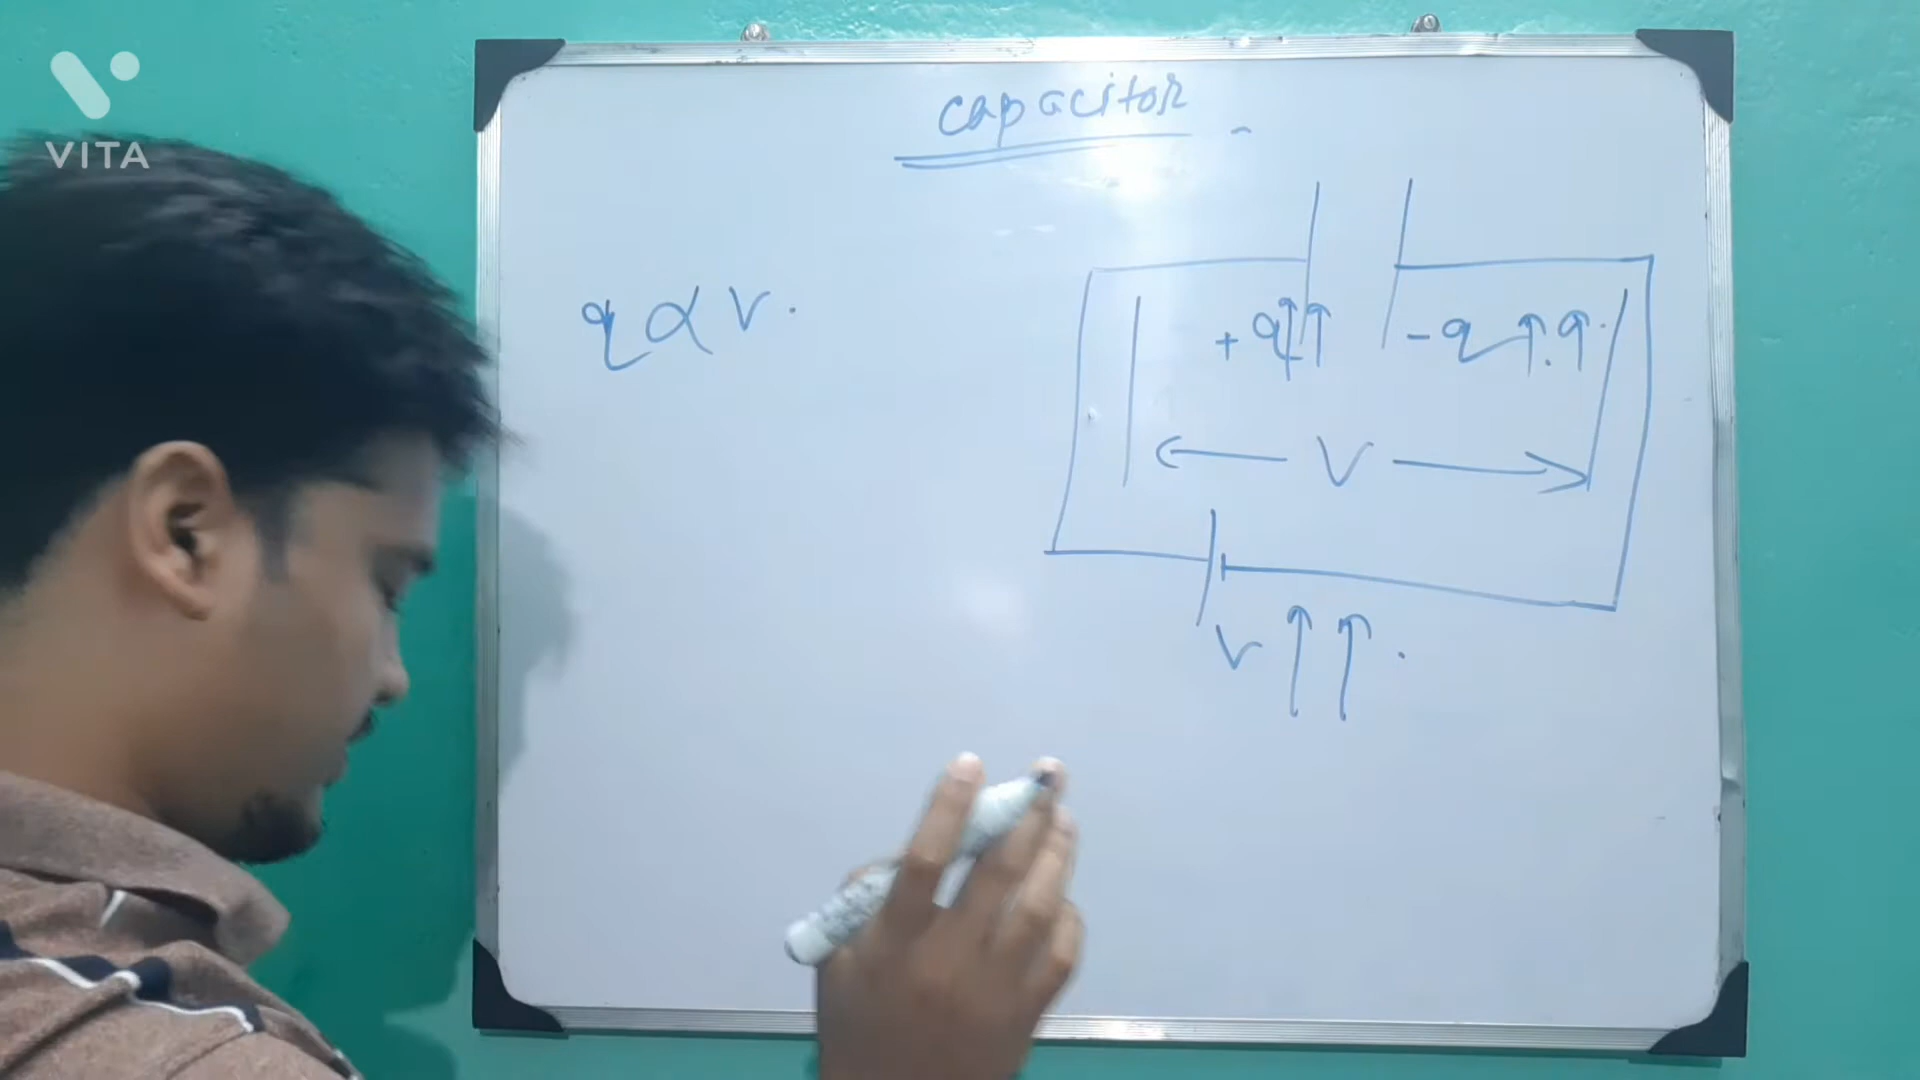 VITA
capacitor
q ∝ v.
+q↑↑ -q↑.↑.
← V →
V↑↑.